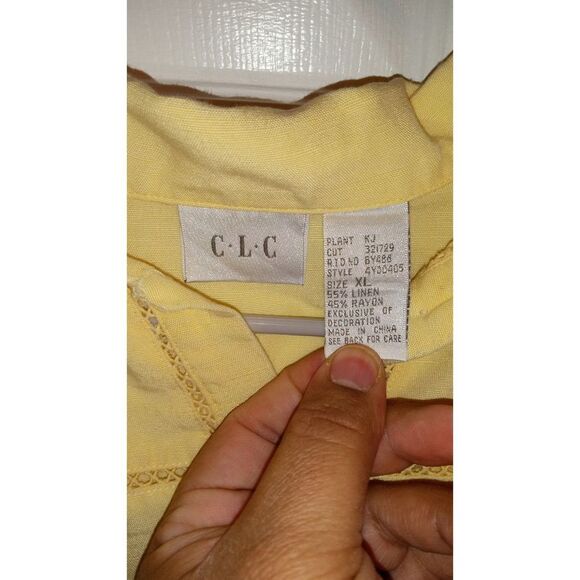 C·L·C
PLANT KJ
CUT 321729
R.T.D.NO 6Y486
STYLE 4Y00405
SIZE XL
55% LINEN
45% RAYON
EXCLUSIVE OF
DECORATION
MADE IN CHINA
SEE BACK FOR CARE